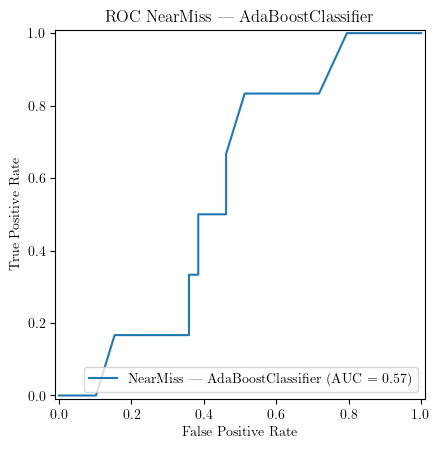 ROC NearMiss — AdaBoostClassifier
1.0
0.8
0.6
0.4
0.2
0.0
True Positive Rate
NearMiss — AdaBoostClassifier (AUC = 0.57)
0.0 0.2 0.4 0.6 0.8 1.0
False Positive Rate